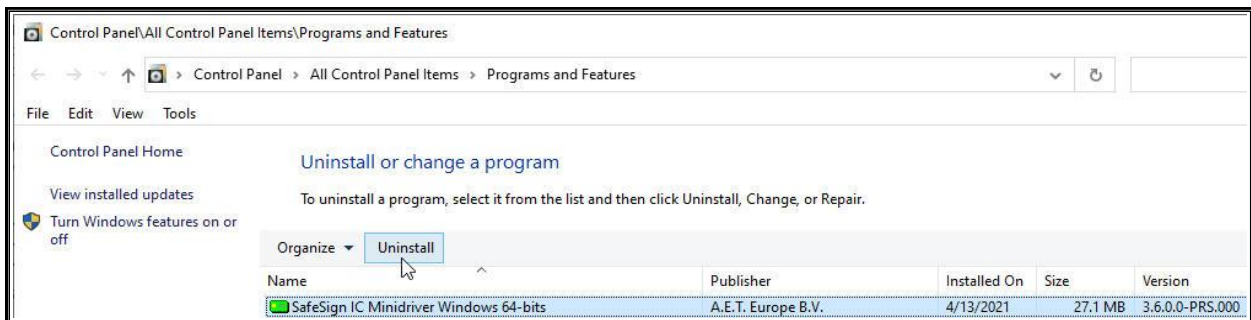 Control Panel\All Control Panel Items\Programs and Features
Control Panel > All Control Panel Items > Programs and Features
File Edit View Tools
Control Panel Home
View installed updates
Turn Windows features on or
off
Uninstall or change a program
To uninstall a program, select it from the list and then click Uninstall, Change, or Repair.
Organize Uninstall
Name Publisher Installed On Size Version
SafeSign IC Minidriver Windows 64-bits A.E.T. Europe B.V. 4/13/2021 27.1 MB 3.6.0.0-PRS.000